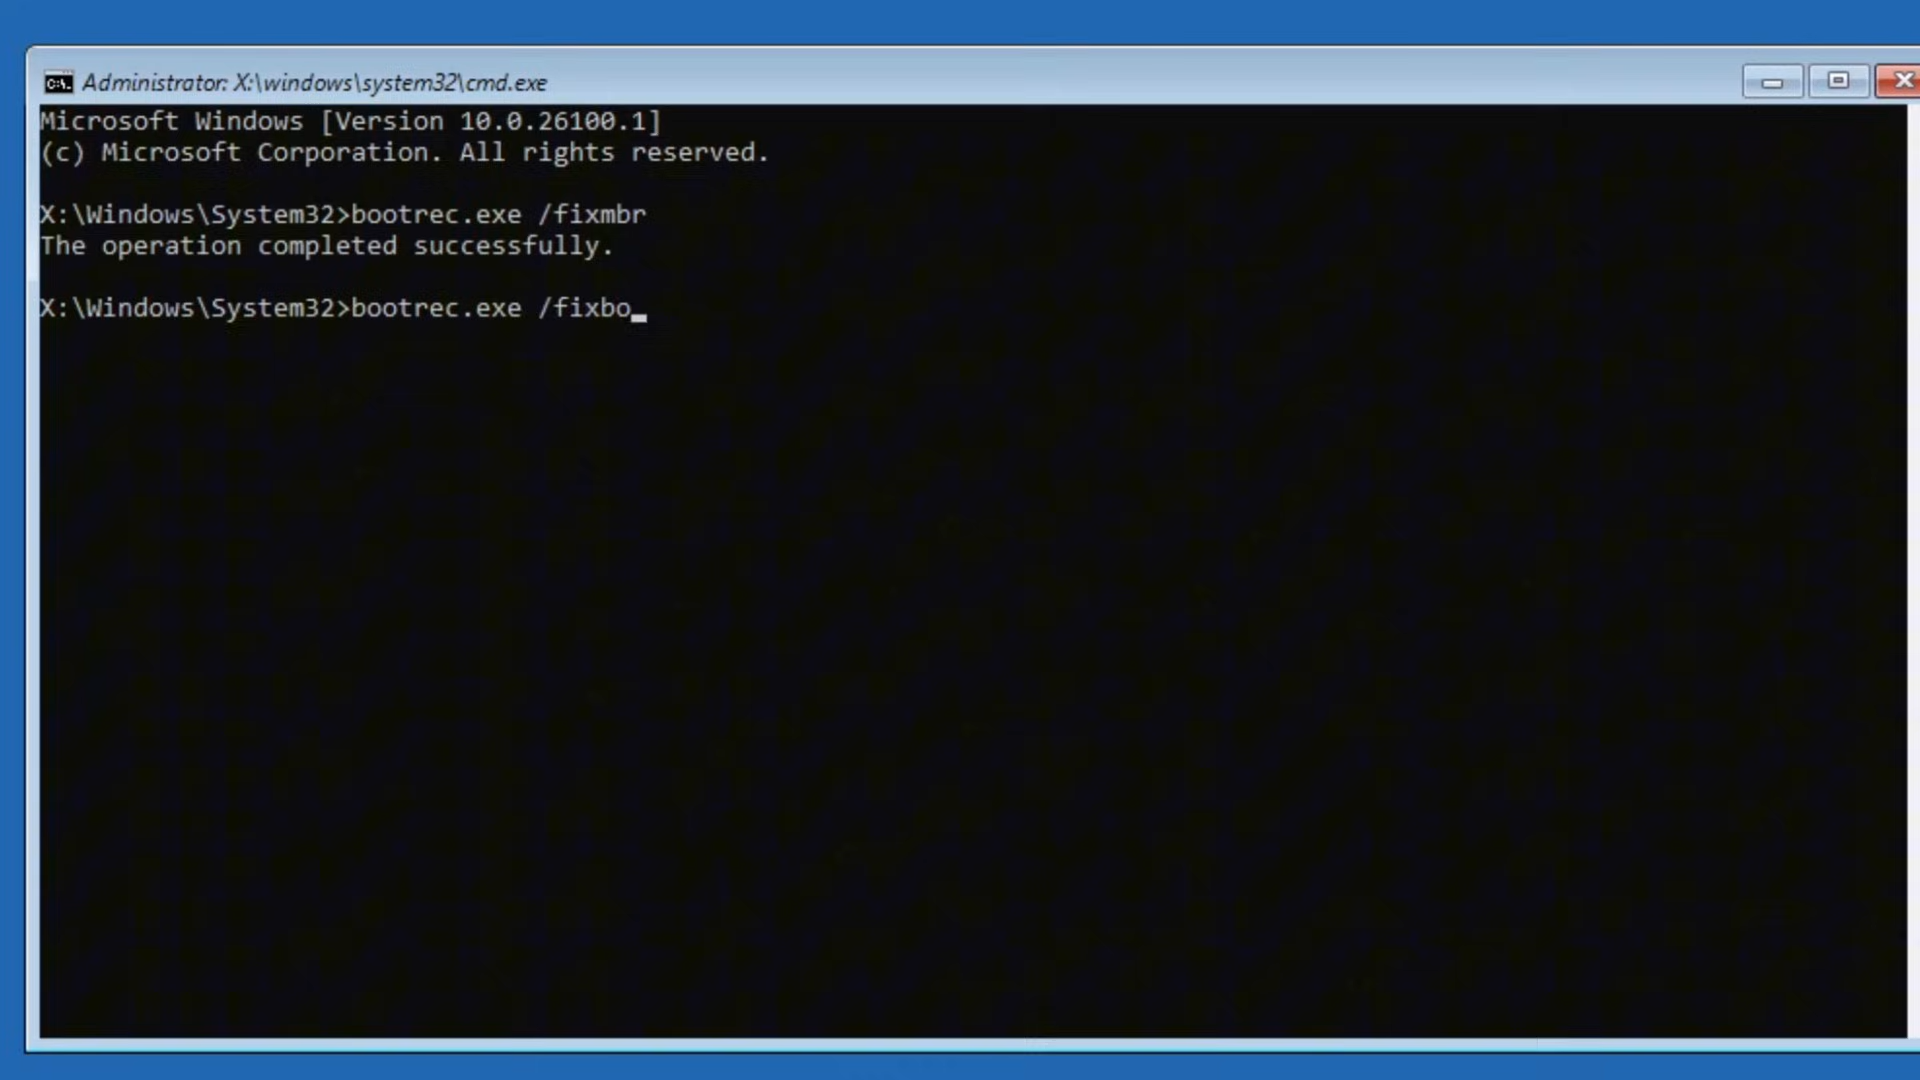 Administrator: X:\windows\system32\cmd.exe
Microsoft Windows [Version 10.0.26100.1]
(c) Microsoft Corporation. All rights reserved.
X:\Windows\System32>bootrec.exe /fixmbr
The operation completed successfully.
X:\Windows\System32>bootrec.exe /fixbo